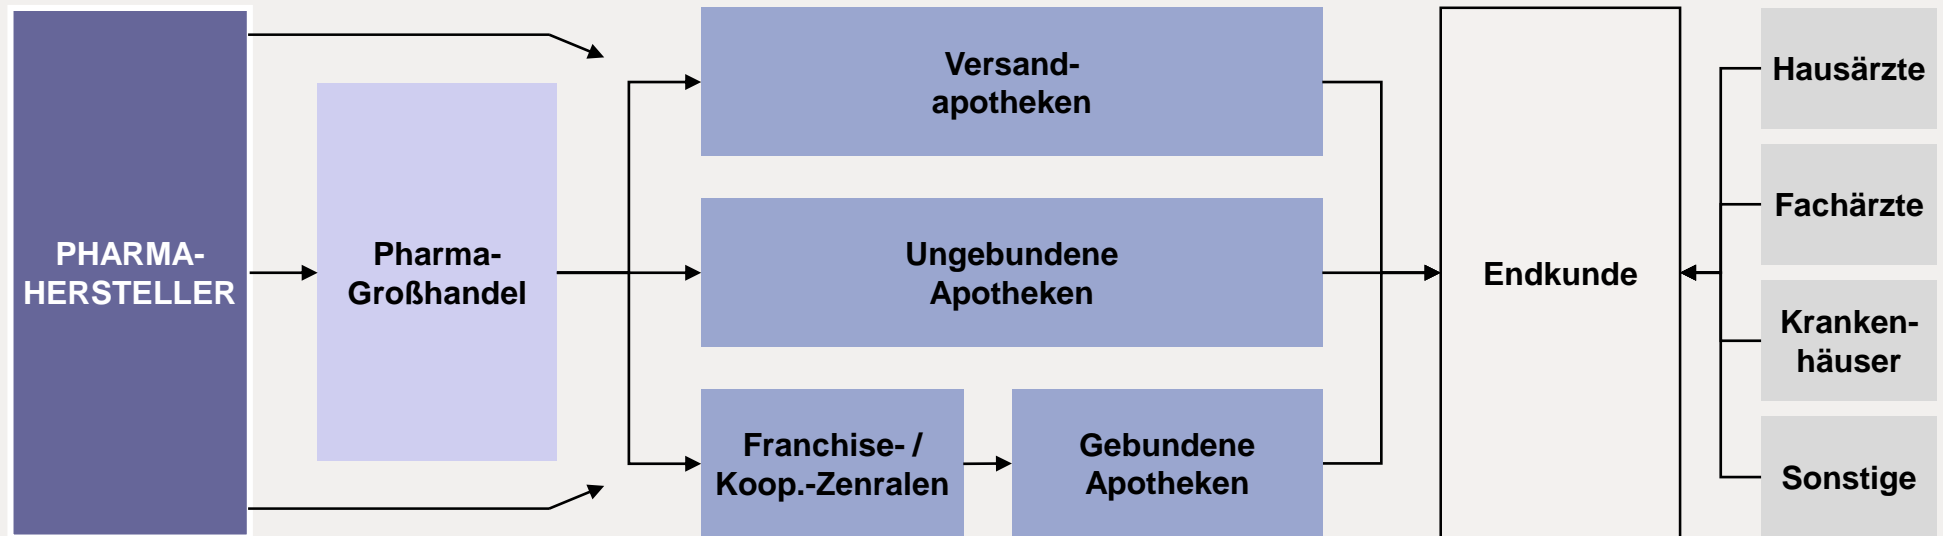 PHARMA-
HERSTELLER
Pharma-
Großhandel
Versand-
apotheken
Ungebundene
Apotheken
Franchise- /
Koop.-Zenralen
Gebundene
Apotheken
Endkunde
Hausärzte
Fachärzte
Kranken-
häuser
Sonstige